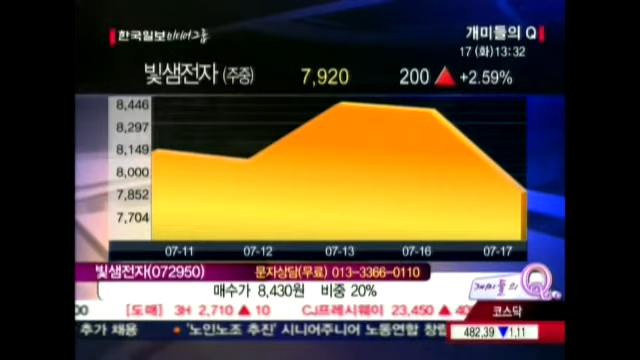 한국일보 미디어그룹
개미들의 Q
17 (화) 13:32
빛샘전자 (주중) 7,920 200 ▲ +2.59%
8,446
8,297
8,149
8,000
7,852
7,704
07-11 07-12 07-13 07-16 07-17
빛샘전자(072950) 문자상담(무료) 013-3366-0110
매수가 8,430원 비중 20%
개미들의 Q
[도매] 3H 2,710 ▲ 10 CJ프레시웨이 23,450 ▲
코스닥
추가 채용 • '노인노조 추진' 시니어주니어 노동연합 창립
482.39 ▼1.11